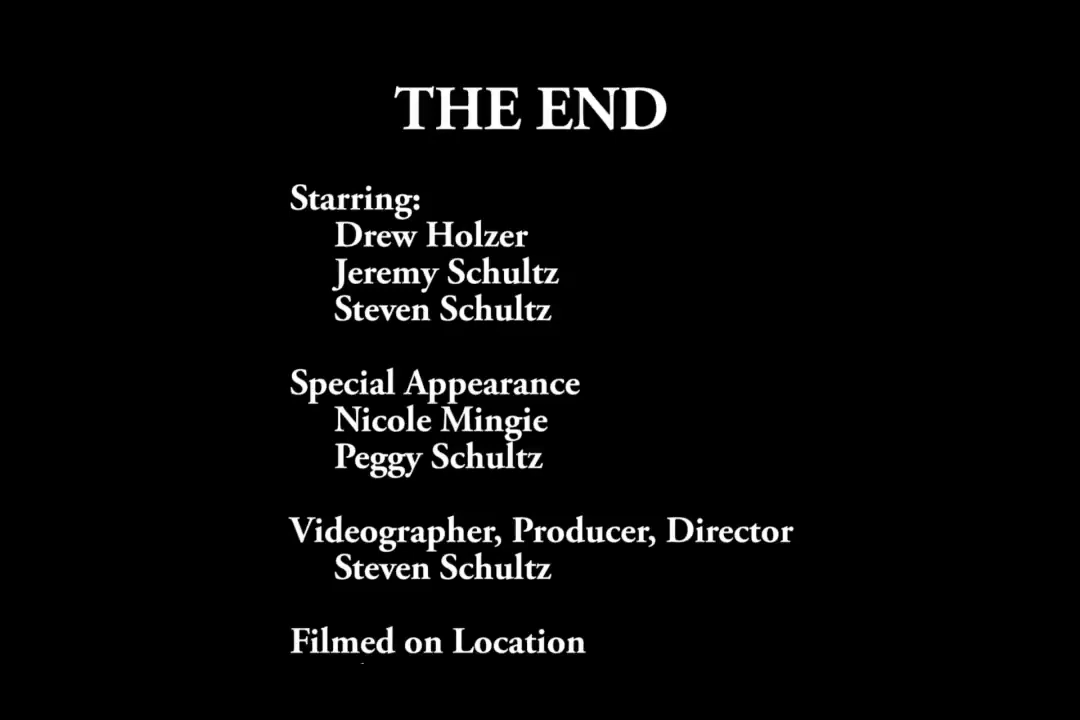 THE END
Starring:
Drew Holzer
Jeremy Schultz
Steven Schultz
Special Appearance
Nicole Mingie
Peggy Schultz
Videographer, Producer, Director
Steven Schultz
Filmed on Location